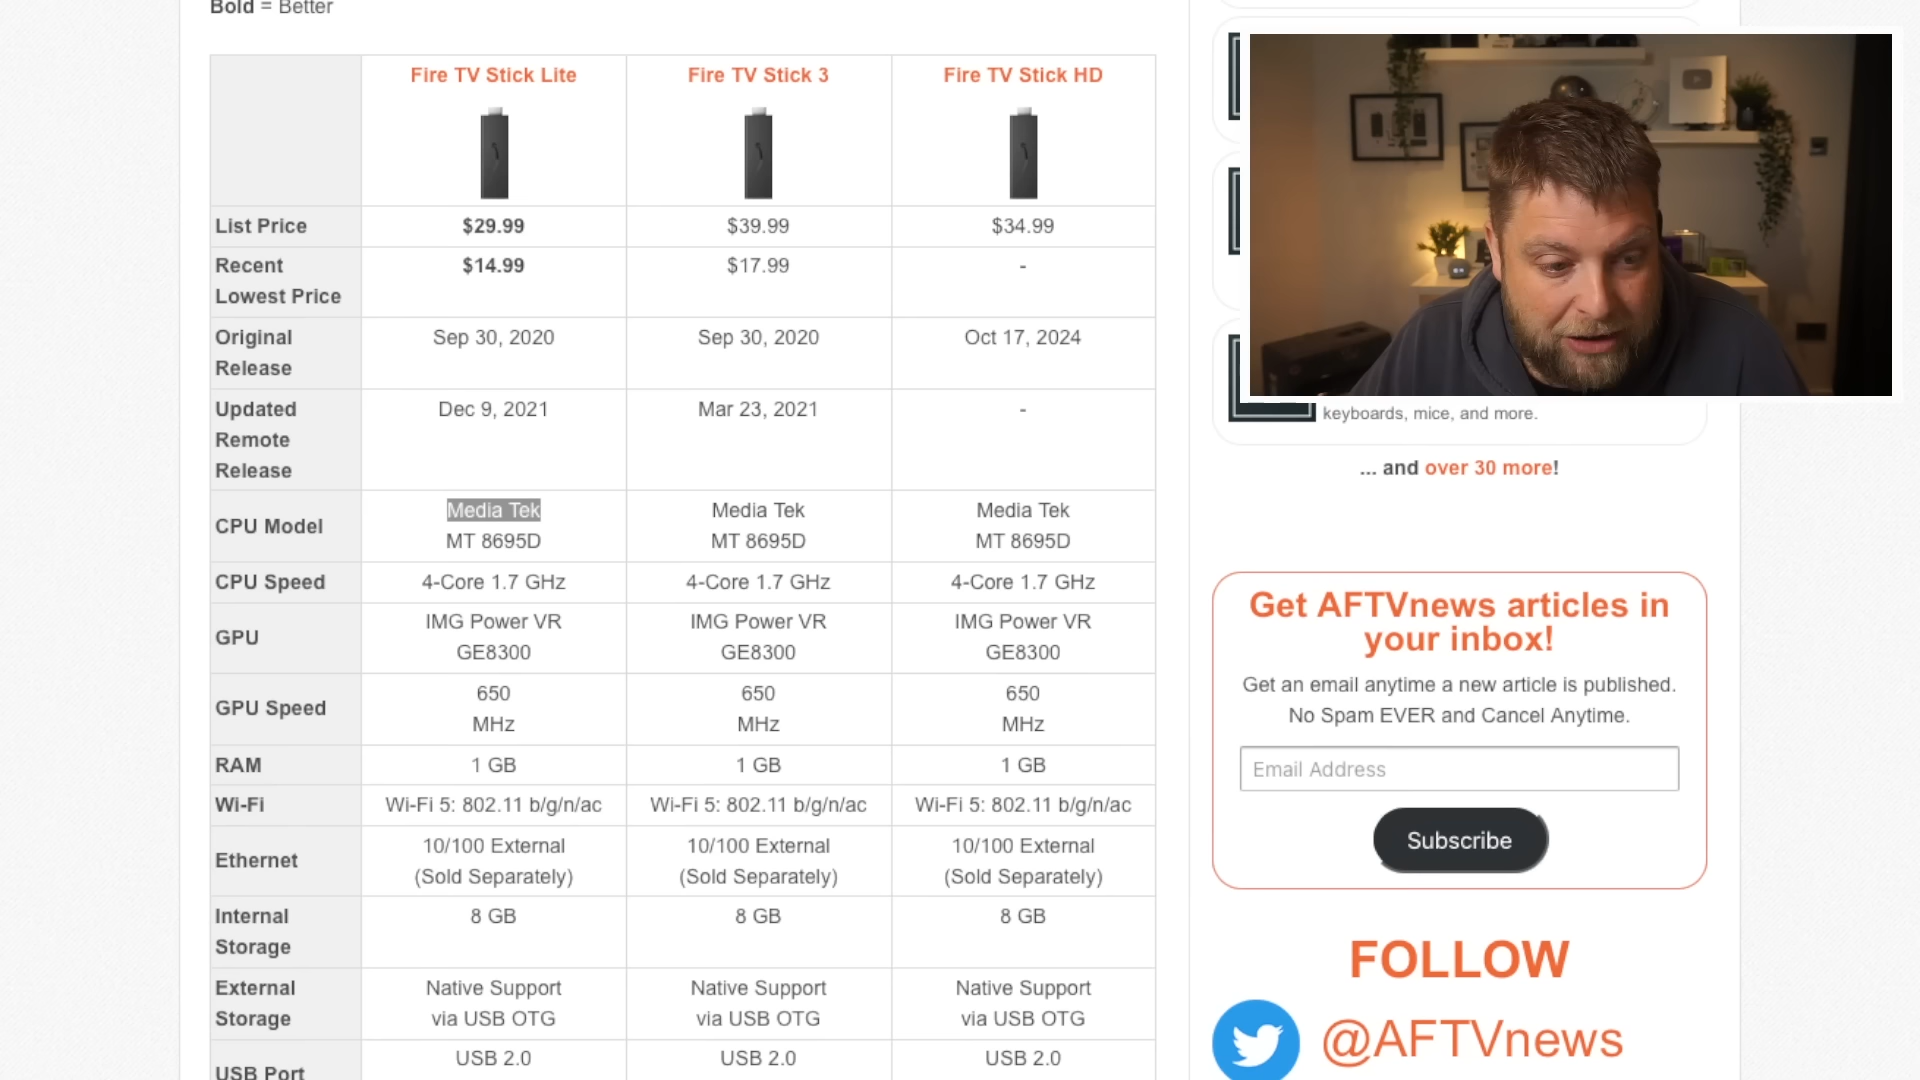 Bold = Better
Fire TV Stick Lite Fire TV Stick 3 Fire TV Stick HD
List Price $29.99 $39.99 $34.99
Recent Lowest Price $14.99 $17.99 -
Original Release Sep 30, 2020 Sep 30, 2020 Oct 17, 2024
Updated Remote Release Dec 9, 2021 Mar 23, 2021 -
CPU Model Media Tek MT 8695D Media Tek MT 8695D Media Tek MT 8695D
CPU Speed 4-Core 1.7 GHz 4-Core 1.7 GHz 4-Core 1.7 GHz
GPU IMG Power VR GE8300 IMG Power VR GE8300 IMG Power VR GE8300
GPU Speed 650 MHz 650 MHz 650 MHz
RAM 1 GB 1 GB 1 GB
Wi-Fi Wi-Fi 5: 802.11 b/g/n/ac Wi-Fi 5: 802.11 b/g/n/ac Wi-Fi 5: 802.11 b/g/n/ac
Ethernet 10/100 External (Sold Separately) 10/100 External (Sold Separately) 10/100 External (Sold Separately)
Internal Storage 8 GB 8 GB 8 GB
External Storage Native Support via USB OTG Native Support via USB OTG Native Support via USB OTG
USB Port USB 2.0 USB 2.0 USB 2.0
keyboards, mice, and more.
... and over 30 more!
Get AFTVnews articles in
your inbox!
Get an email anytime a new article is published.
No Spam EVER and Cancel Anytime.
Email Address
Subscribe
FOLLOW
@AFTVnews